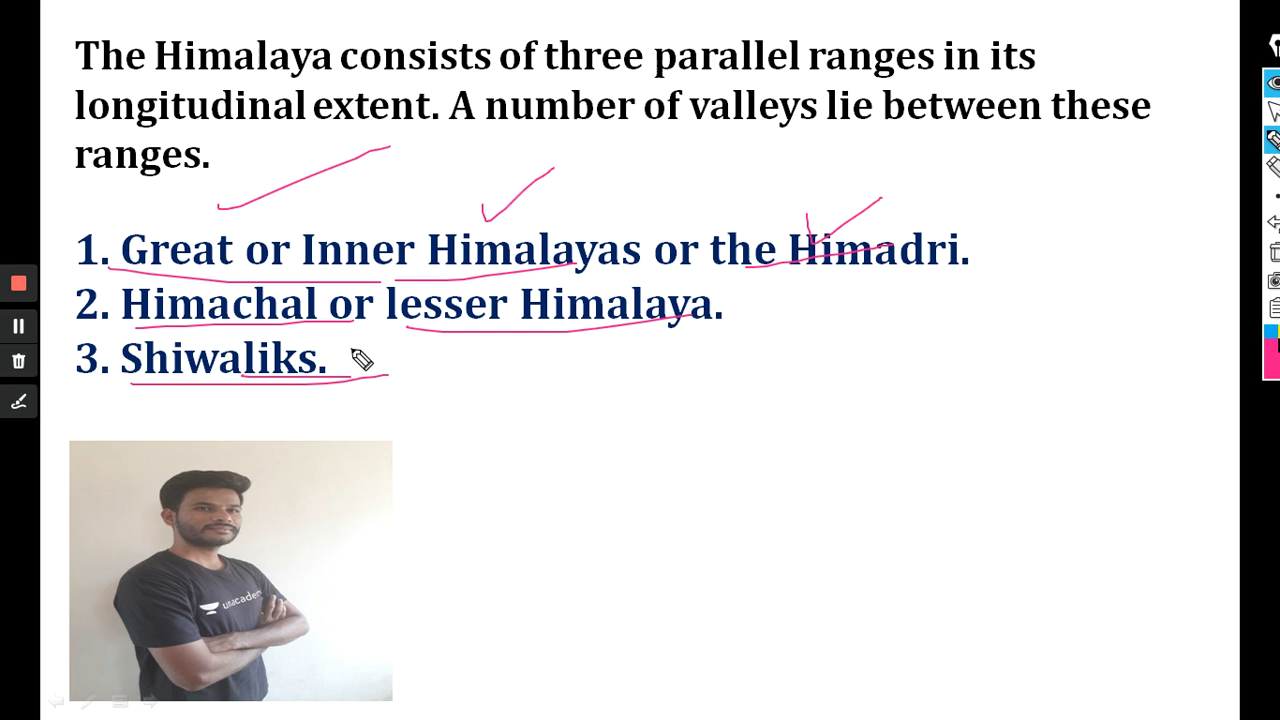 The Himalaya consists of three parallel ranges in its
longitudinal extent. A number of valleys lie between these
ranges.
1. Great or Inner Himalayas or the Himadri.
2. Himachal or lesser Himalaya.
3. Shiwaliks.
unacademy